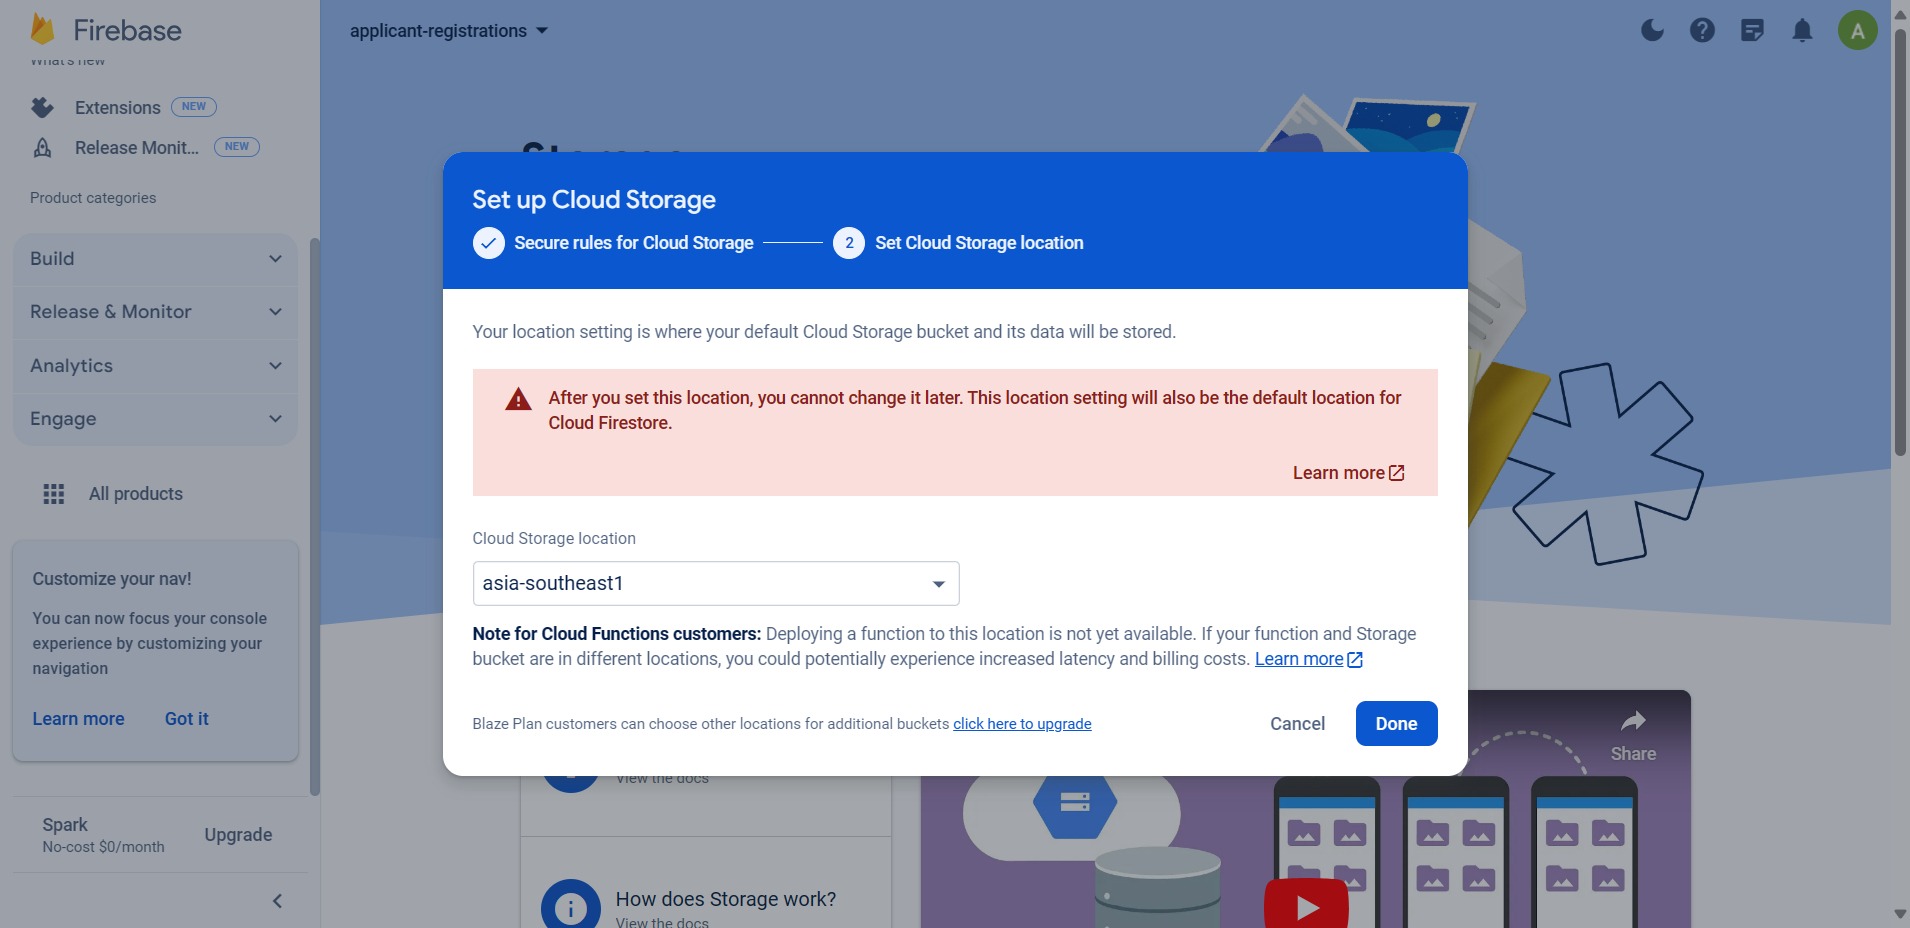 Firebase
applicant-registrations
A
What's new
Extensions
NEW
Release Monit...
NEW
Product categories
Build
Release & Monitor
Analytics
Engage
All products
Customize your nav!
You can now focus your console
experience by customizing your
navigation
Learn more
Got it
Spark
No-cost $0/month
Upgrade
Storage
Set up Cloud Storage
Secure rules for Cloud Storage
2
Set Cloud Storage location
Your location setting is where your default Cloud Storage bucket and its data will be stored.
After you set this location, you cannot change it later. This location setting will also be the default location for
Cloud Firestore.
Learn more
Cloud Storage location
asia-southeast1
Note for Cloud Functions customers: Deploying a function to this location is not yet available. If your function and Storage
bucket are in different locations, you could potentially experience increased latency and billing costs. Learn more
Blaze Plan customers can choose other locations for additional buckets click here to upgrade
Cancel
Done
View the docs
How does Storage work?
View the docs
Share